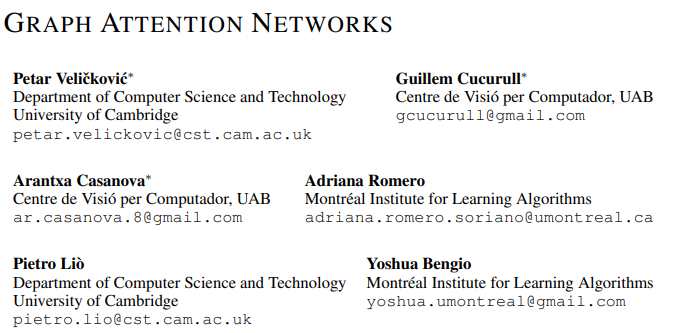 GRAPH ATTENTION NETWORKS
Petar Veličković*
Department of Computer Science and Technology
University of Cambridge
petar.velickovic@cst.cam.ac.uk
Guillem Cucurull*
Centre de Visió per Computador, UAB
gcucurull@gmail.com
Arantxa Casanova*
Centre de Visió per Computador, UAB
ar.casanova.8@gmail.com
Adriana Romero
Montréal Institute for Learning Algorithms
adriana.romero.soriano@umontreal.ca
Pietro Liò
Department of Computer Science and Technology
University of Cambridge
pietro.lio@cst.cam.ac.uk
Yoshua Bengio
Montréal Institute for Learning Algorithms
yoshua.umontreal@gmail.com